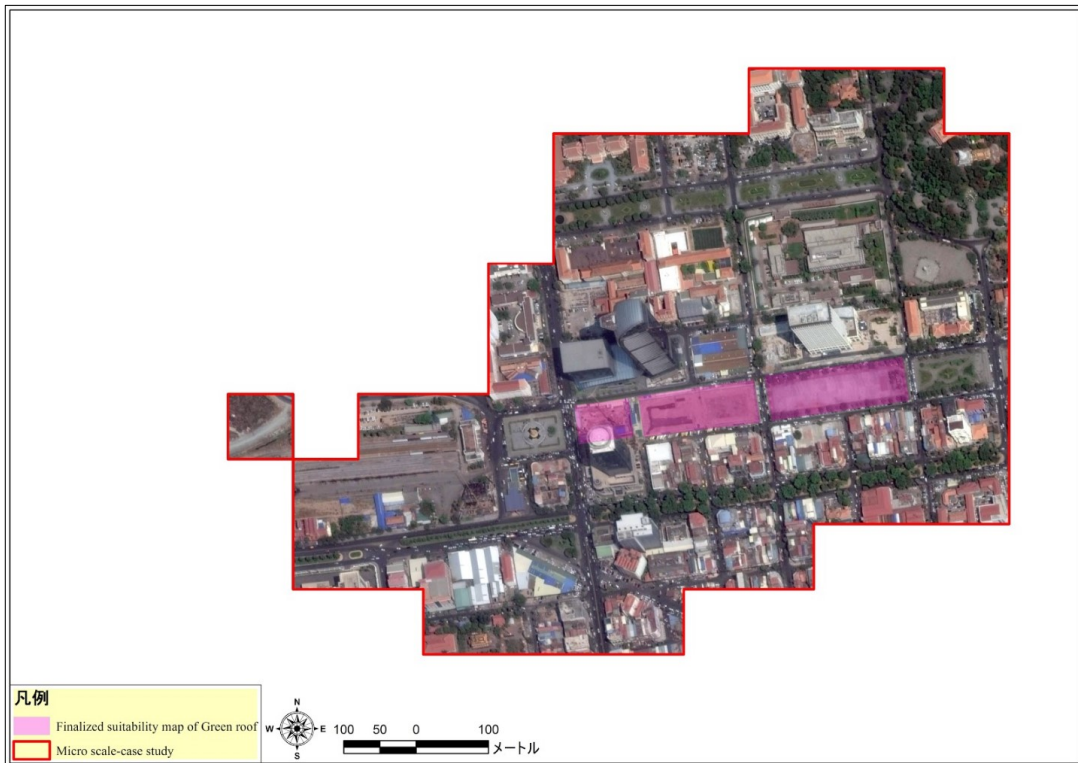 凡例
Finalized suitability map of Green roof
Micro scale-case study
N
W E
S
100 50 0 100
メートル